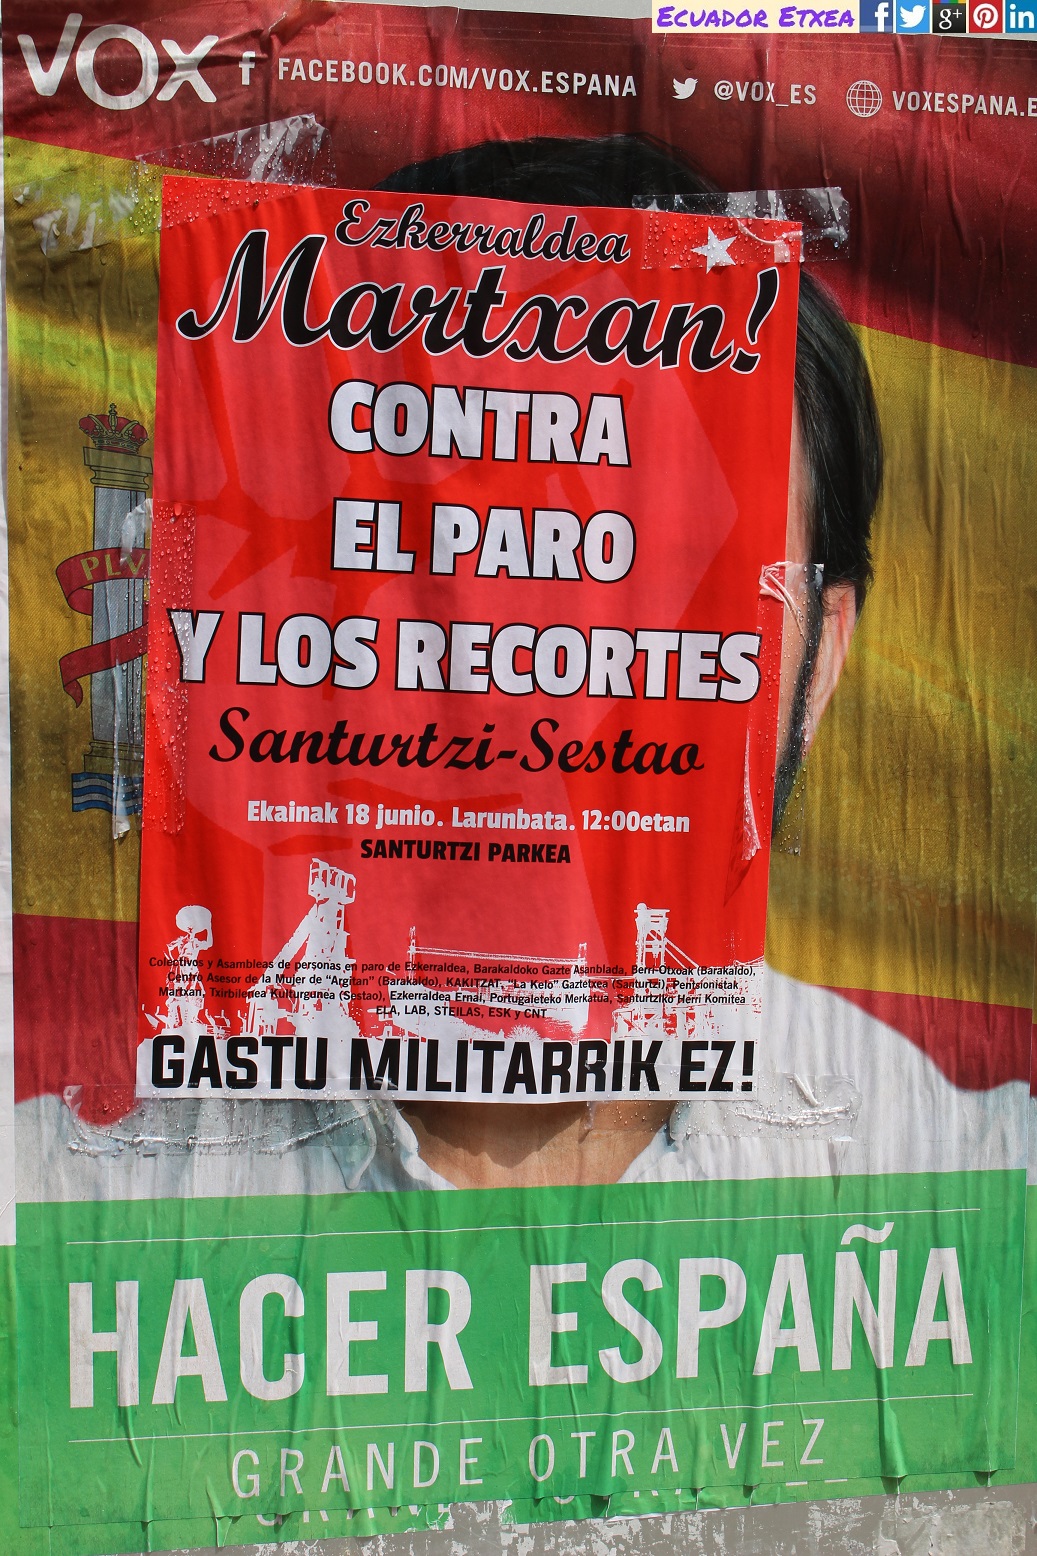 ECUADOR ETXEA
VOX
FACEBOOK.COM/VOX.ESPANA
@VOX_ES
VOXESPANA.E
Ezkerraldea
Martxan!
CONTRA
EL PARO
Y LOS RECORTES
Santurtzi-Sestao
Ekainak 18 junio. Larunbata. 12:00etan
SANTURTZI PARKEA
Colectivos y Asambleas de personas en paro de Ezkerraldea, Barakaldoko Gazte Asanblada, Berri-Otxoak (Barakaldo),
Centro Asesor de la Mujer de "Argitan" (Barakaldo), KAKITZAT, "La Kelo" Gaztetxea (Santurtzi), Pentsionistak
Martxan, Txirbilenea Kulturgunea (Sestao), Ezkerraldea Ernai, Portugaleteko Merkatua, Santurtziko Herri Komitea
ELA, LAB, STEILAS, ESK y CNT
GASTU MILITARRIK EZ!
PLV
HACER ESPAÑA
GRANDE OTRA VEZ